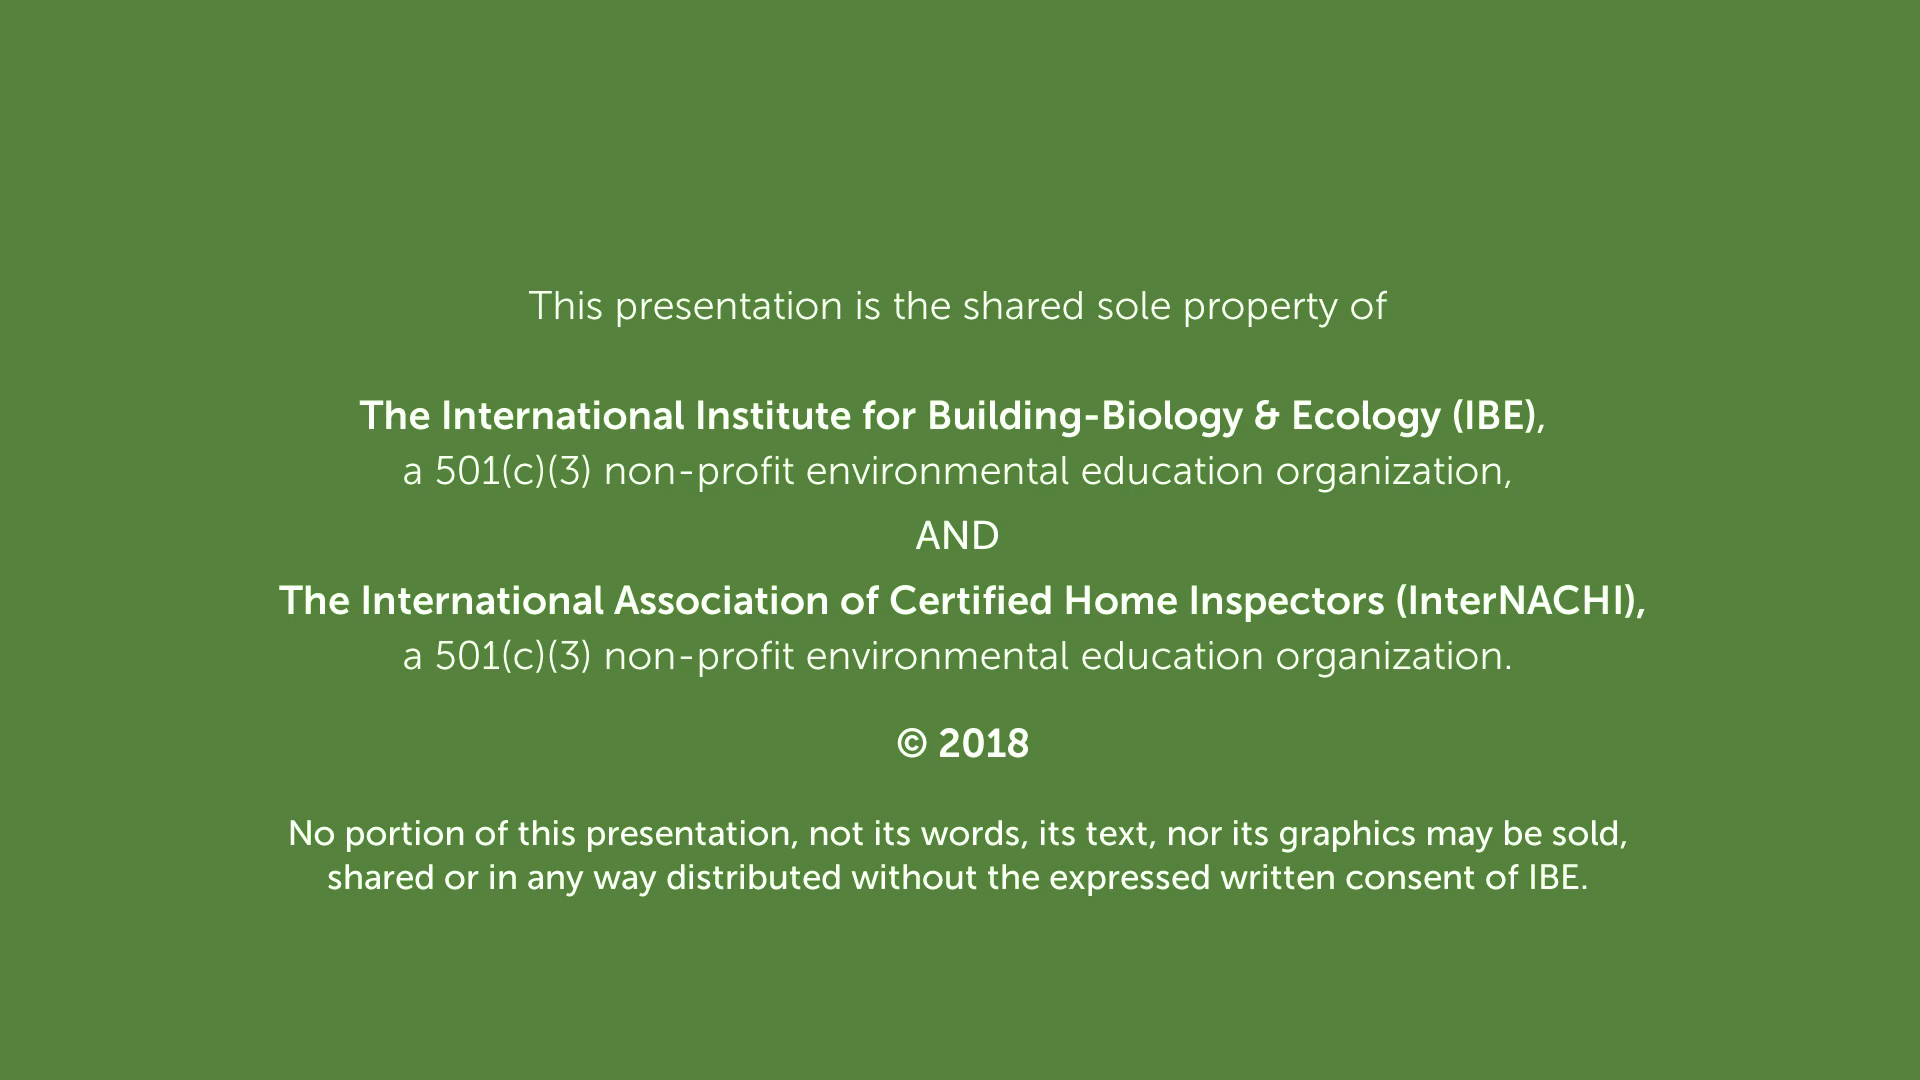 This presentation is the shared sole property of
The International Institute for Building-Biology & Ecology (IBE),
a 501(c)(3) non-profit environmental education organization,
AND
The International Association of Certified Home Inspectors (InterNACHI),
a 501(c)(3) non-profit environmental education organization.
© 2018
No portion of this presentation, not its words, its text, nor its graphics may be sold,
shared or in any way distributed without the expressed written consent of IBE.